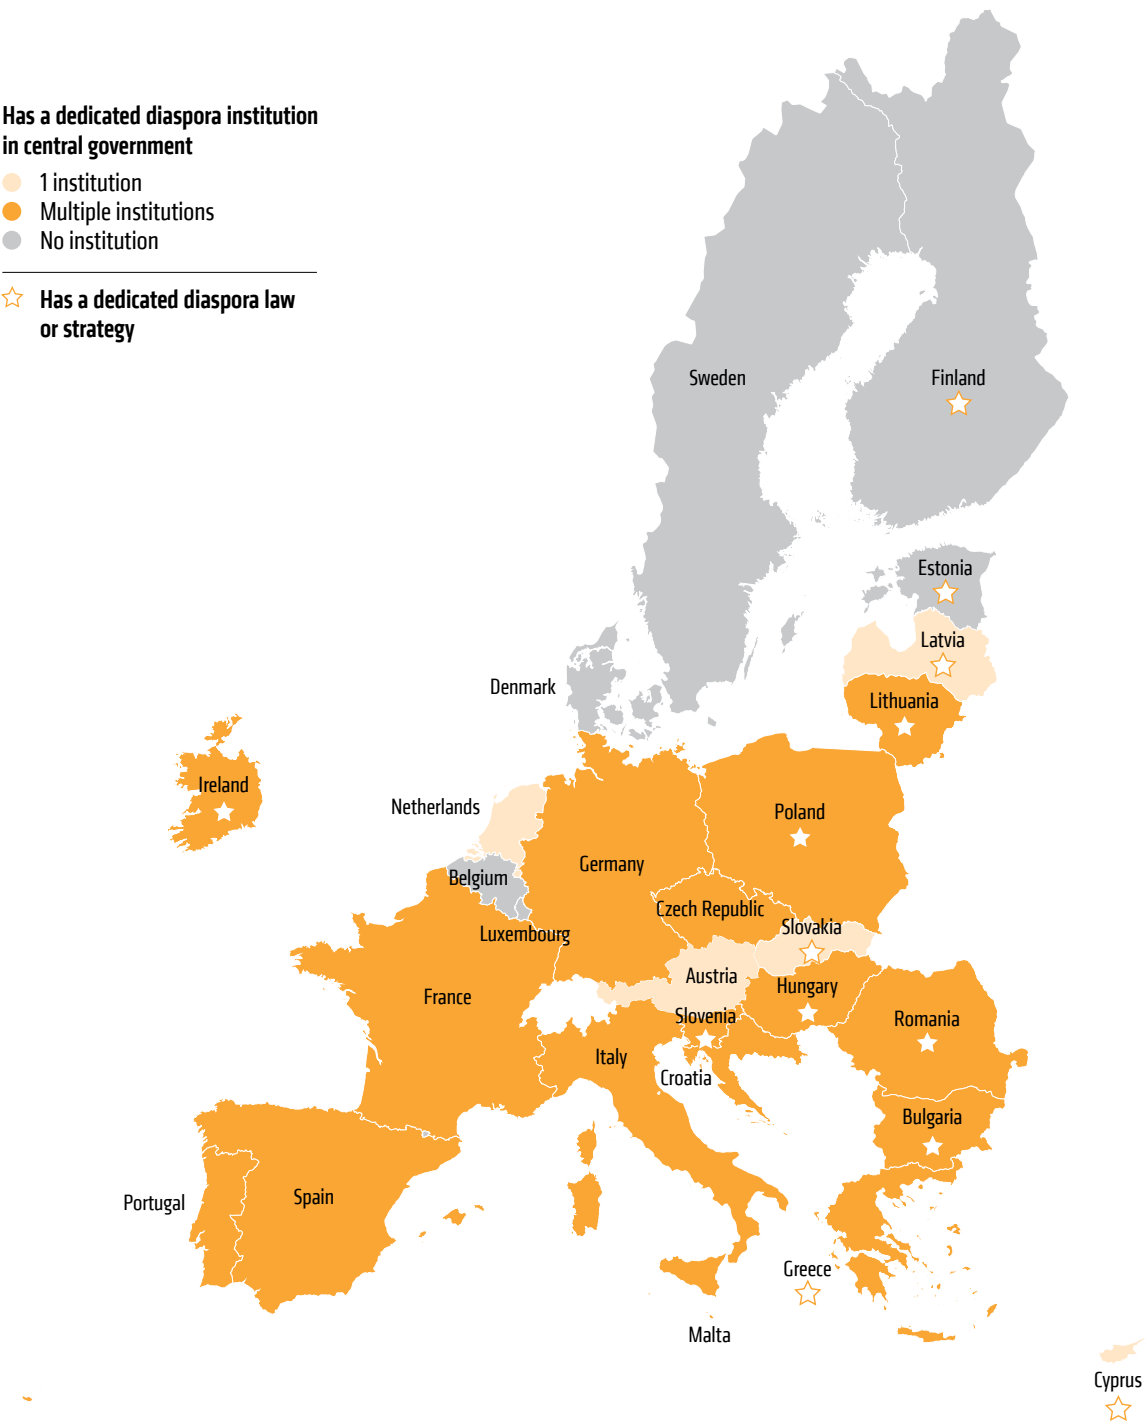 Has a dedicated diaspora institution
in central government
1 institution
Multiple institutions
No institution
Has a dedicated diaspora law
or strategy
Sweden
Finland
Estonia
Latvia
Denmark
Lithuania
Ireland
Netherlands
Poland
Germany
Belgium
Czech Republic
Slovakia
Luxembourg
Austria
Hungary
France
Slovenia
Romania
Italy
Croatia
Bulgaria
Spain
Portugal
Greece
Malta
Cyprus